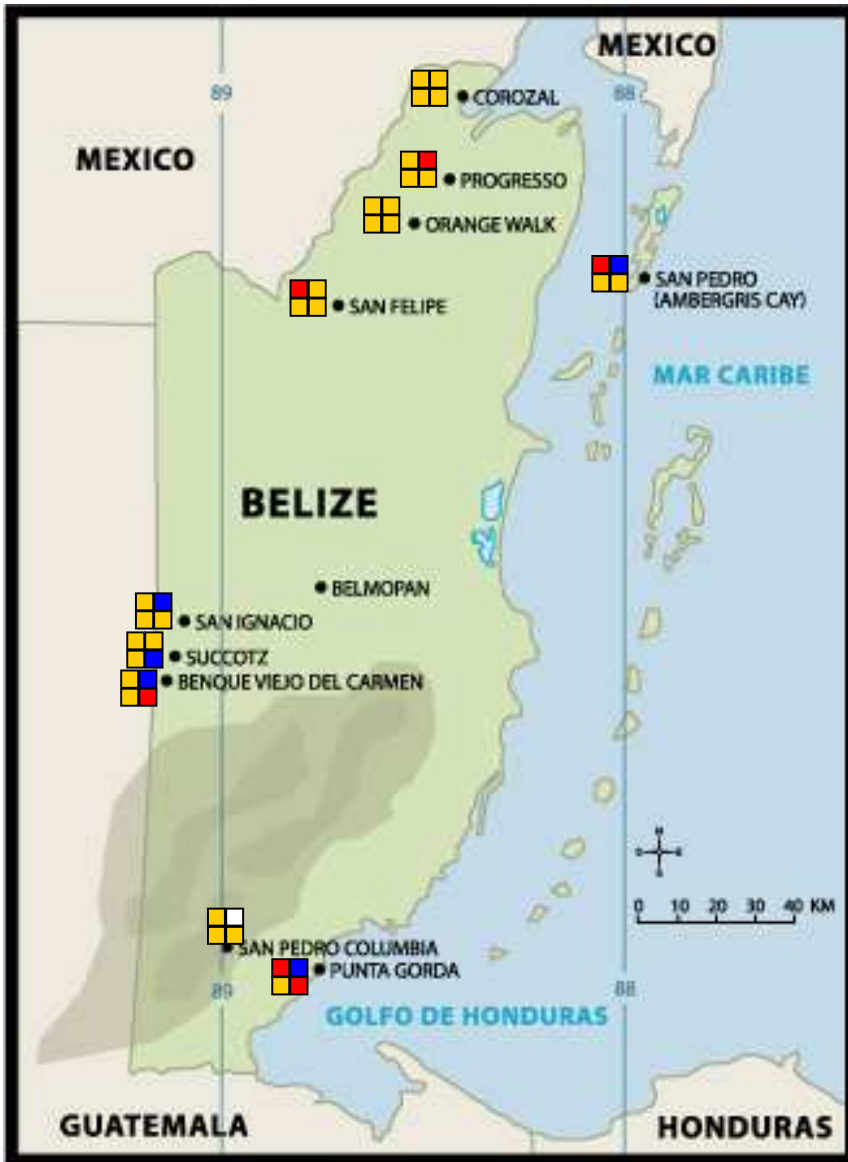 MEXICO
89
88
COROZAL
MEXICO
PROGRESSO
ORANGE WALK
SAN PEDRO
(AMBERGRIS CAY)
SAN FELIPE
MAR CARIBE
BELIZE
BELMOPAN
SAN IGNACIO
SUCCOTZ
BENQUE VIEJO DEL CARMEN
0 10 20 30 40 KM
SAN PEDRO COLUMBIA
PUNTA GORDA
89
88
GOLFO DE HONDURAS
GUATEMALA
HONDURAS